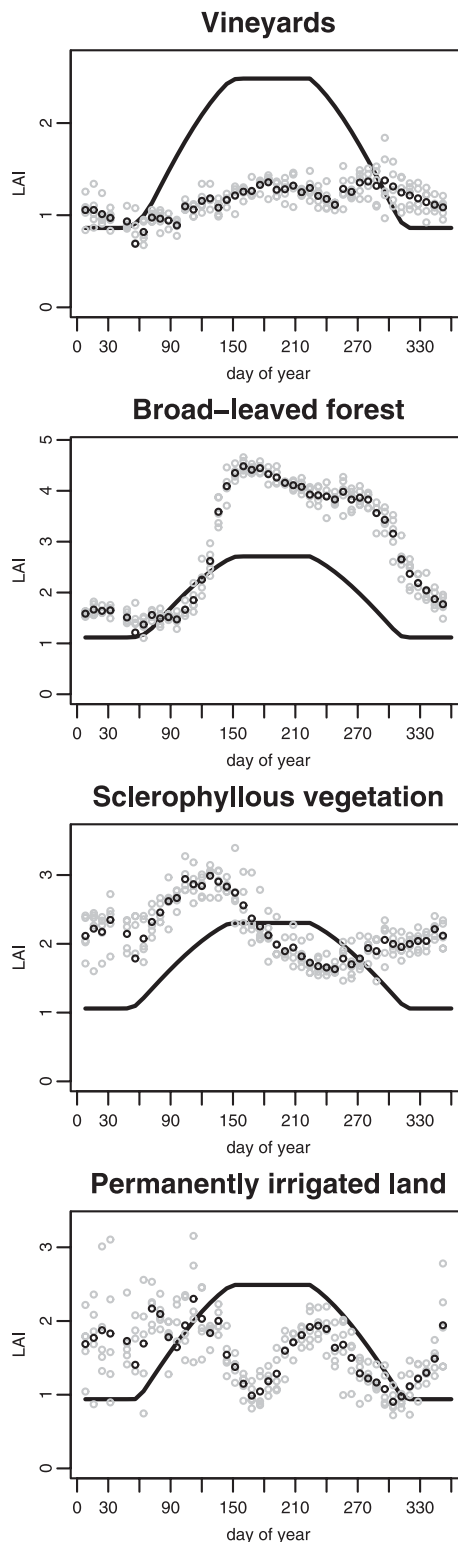 Vineyards
LAI
2
1
0
0 30 90 150 210 270 330
day of year
Broad–leaved forest
LAI
5
4
3
2
1
0
0 30 90 150 210 270 330
day of year
Sclerophyllous vegetation
LAI
3
2
1
0
0 30 90 150 210 270 330
day of year
Permanently irrigated land
LAI
3
2
1
0
0 30 90 150 210 270 330
day of year